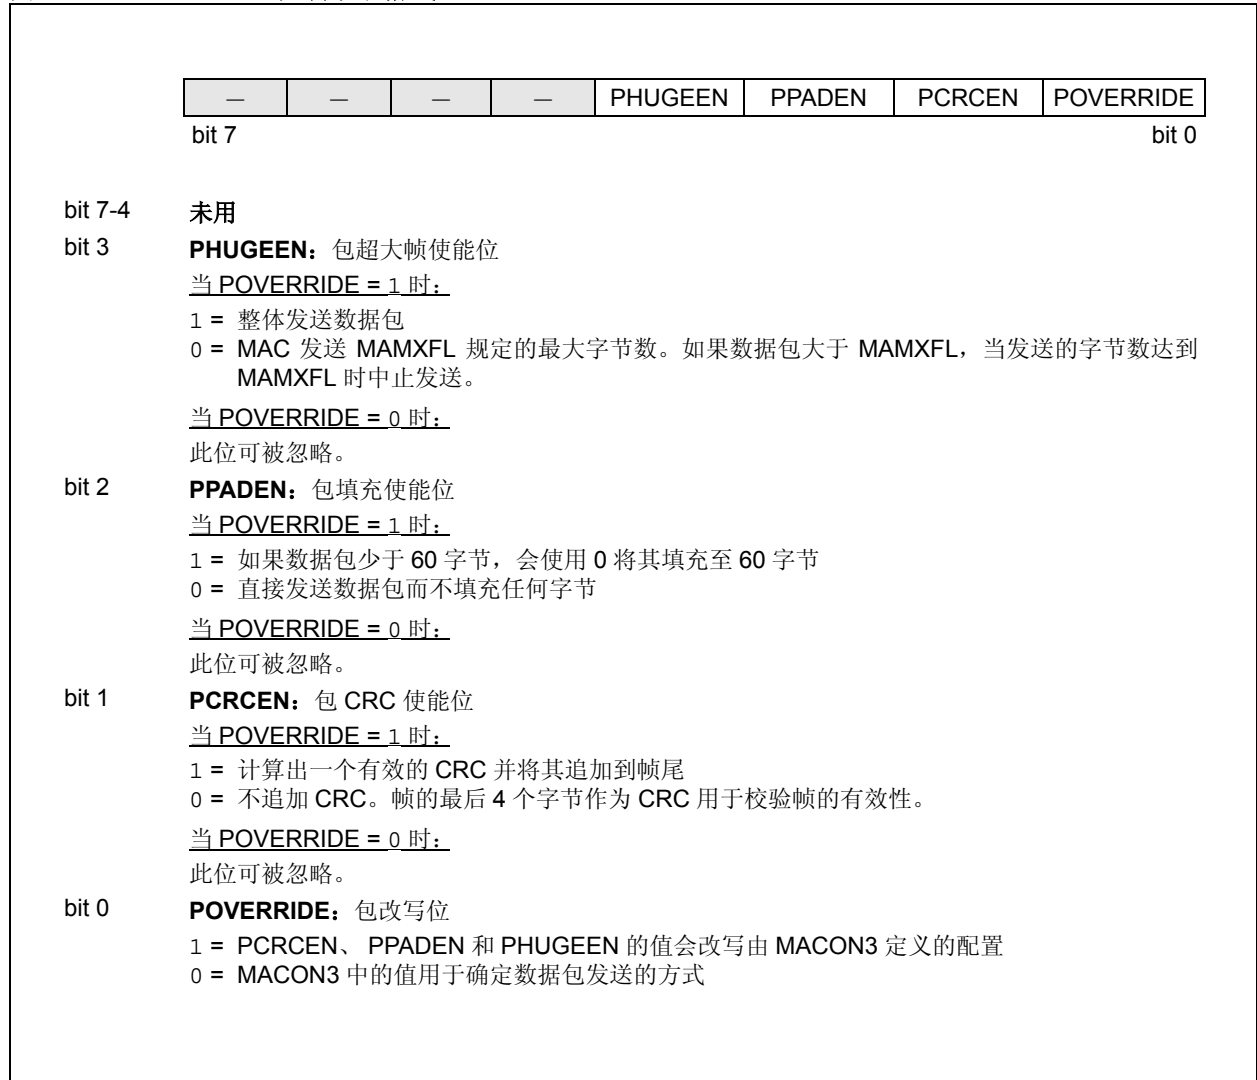 — — — — PHUGEEN PPADEN PCRCEN POVERRIDE
bit 7 bit 0
bit 7-4 未用
bit 3 PHUGEEN：包超大帧使能位
当 POVERRIDE = 1 时：
1 = 整体发送数据包
0 = MAC 发送 MAMXFL 规定的最大字节数。如果数据包大于 MAMXFL，当发送的字节数达到
MAMXFL 时中止发送。
当 POVERRIDE = 0 时：
此位可被忽略。
bit 2 PPADEN：包填充使能位
当 POVERRIDE = 1 时：
1 = 如果数据包少于 60 字节，会使用 0 将其填充至 60 字节
0 = 直接发送数据包而不填充任何字节
当 POVERRIDE = 0 时：
此位可被忽略。
bit 1 PCRCEN：包 CRC 使能位
当 POVERRIDE = 1 时：
1 = 计算出一个有效的 CRC 并将其追加到帧尾
0 = 不追加 CRC。帧的最后 4 个字节作为 CRC 用于校验帧的有效性。
当 POVERRIDE = 0 时：
此位可被忽略。
bit 0 POVERRIDE：包改写位
1 = PCRCEN、 PPADEN 和 PHUGEEN 的值会改写由 MACON3 定义的配置
0 = MACON3 中的值用于确定数据包发送的方式